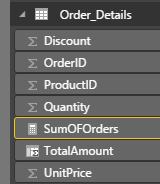 Order_Details
Discount
OrderID
ProductID
Quantity
SumOFOrders
TotalAmount
UnitPrice